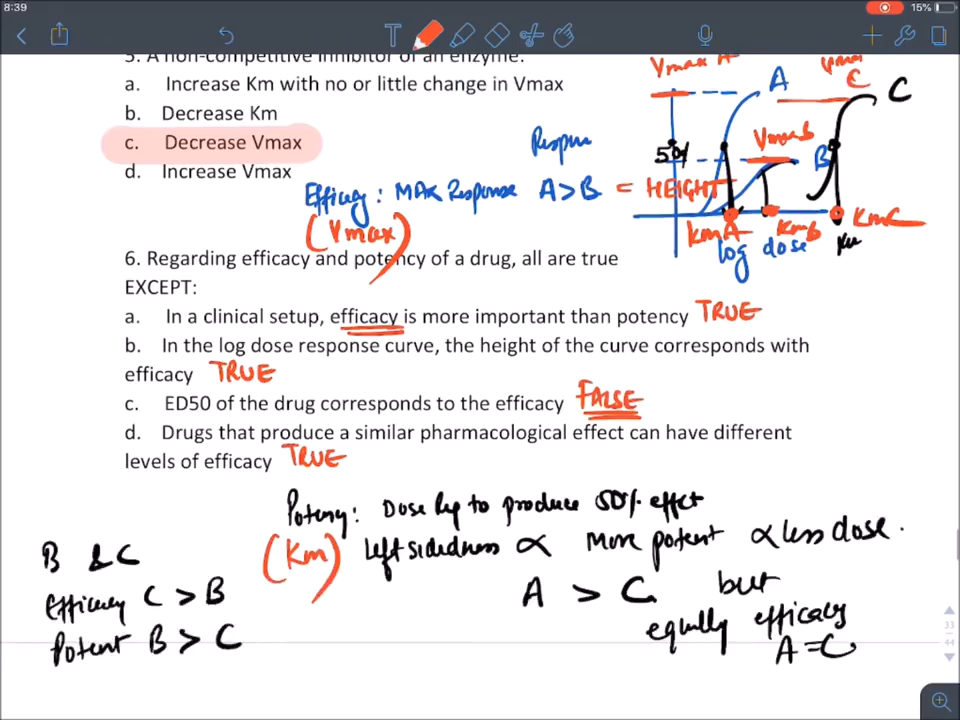 8:39
15%
5. A non-competitive inhibitor of an enzyme:
a. Increase Km with no or little change in Vmax
b. Decrease Km
c. Decrease Vmax
d. Increase Vmax
Vmax A
A
C
C
Vmax B
B
50%
KmA
KmB
KmC
log dose
Efficacy: MAX Response A > B = HEIGHT
(Vmax)
6. Regarding efficacy and potency of a drug, all are true
EXCEPT:
a. In a clinical setup, efficacy is more important than potency TRUE
b. In the log dose response curve, the height of the curve corresponds with
efficacy TRUE
c. ED50 of the drug corresponds to the efficacy FALSE
d. Drugs that produce a similar pharmacological effect can have different
levels of efficacy TRUE
Potency: Dose Req to produce 50% effect
(Km) Left sidedness ∝ More potent ∝ less dose.
A > C but
equally efficacy
A = C
B & C
Efficacy C > B
Potent B > C
33
44